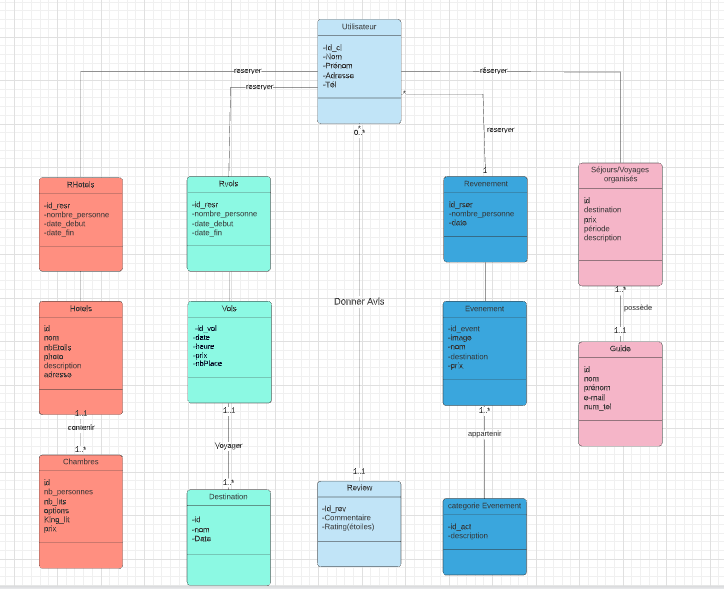 Utilisateur
-Id_cl
-Nom
-Prénom
-Adresse
-Tél
reserver
reserver
réserver
*
reserver
1
*
0..*
RHotels
-id_resr
-nombre_personne
-date_debut
-date_fin
Rvols
-id_resr
-nombre_personne
-date_debut
-date_fin
Revenement
id_rser
-nombre_personne
-date
Séjours/Voyages
organisés
id
destination
prix
période
description
1..*
possède
1..1
Hotels
id
nom
nbEtoils
photo
description
adresse
1..1
contenir
1..*
Vols
-id_vol
-date
-heure
-prix
-nbPlace
1..1
Voyager
1..*
Donner Avis
1..1
Evenement
-id_event
-image
-nom
-destination
-prix
1..*
appartenir
Guide
id
nom
prénom
e-mail
num_tel
Chambres
id
nb_personnes
nb_lits
options
King_lit
prix
Destination
-id
-nom
-Date
Review
-id_rev
-Commentaire
-Rating(étoiles)
categorie Evenement
-id_act
-description